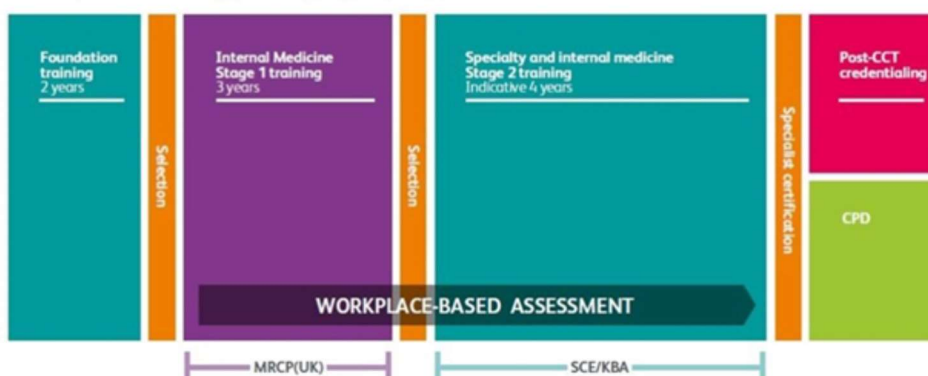 Foundation
training
2 years
Selection
Internal Medicine
Stage 1 training
3 years
Selection
Specialty and internal medicine
Stage 2 training
Indicative 4 years
Specialist certification
Post-CCT
credentialing
CPD
WORKPLACE-BASED ASSESSMENT
MRCP(UK)
SCE/KBA